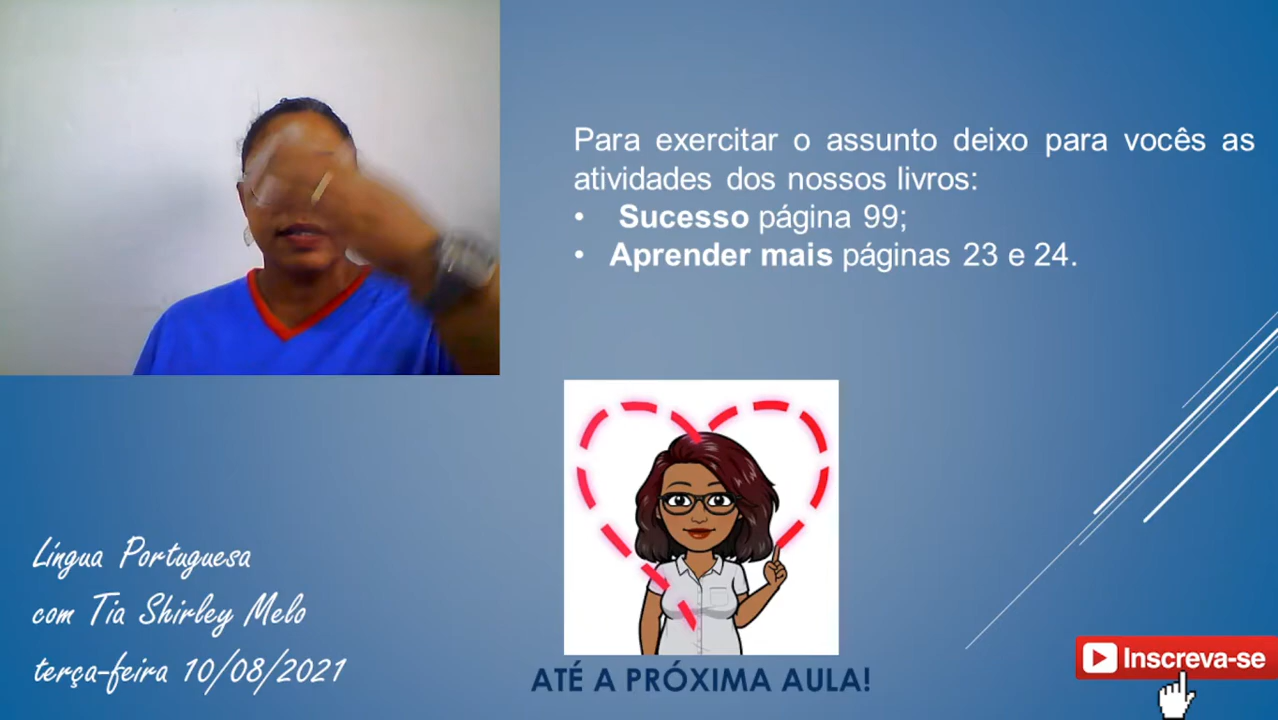 Para exercitar o assunto deixo para vocês as
atividades dos nossos livros:
• Sucesso página 99;
• Aprender mais páginas 23 e 24.
Língua Portuguesa
com Tia Shirley Melo
terça-feira 10/08/2021
ATÉ A PRÓXIMA AULA!
Inscreva-se